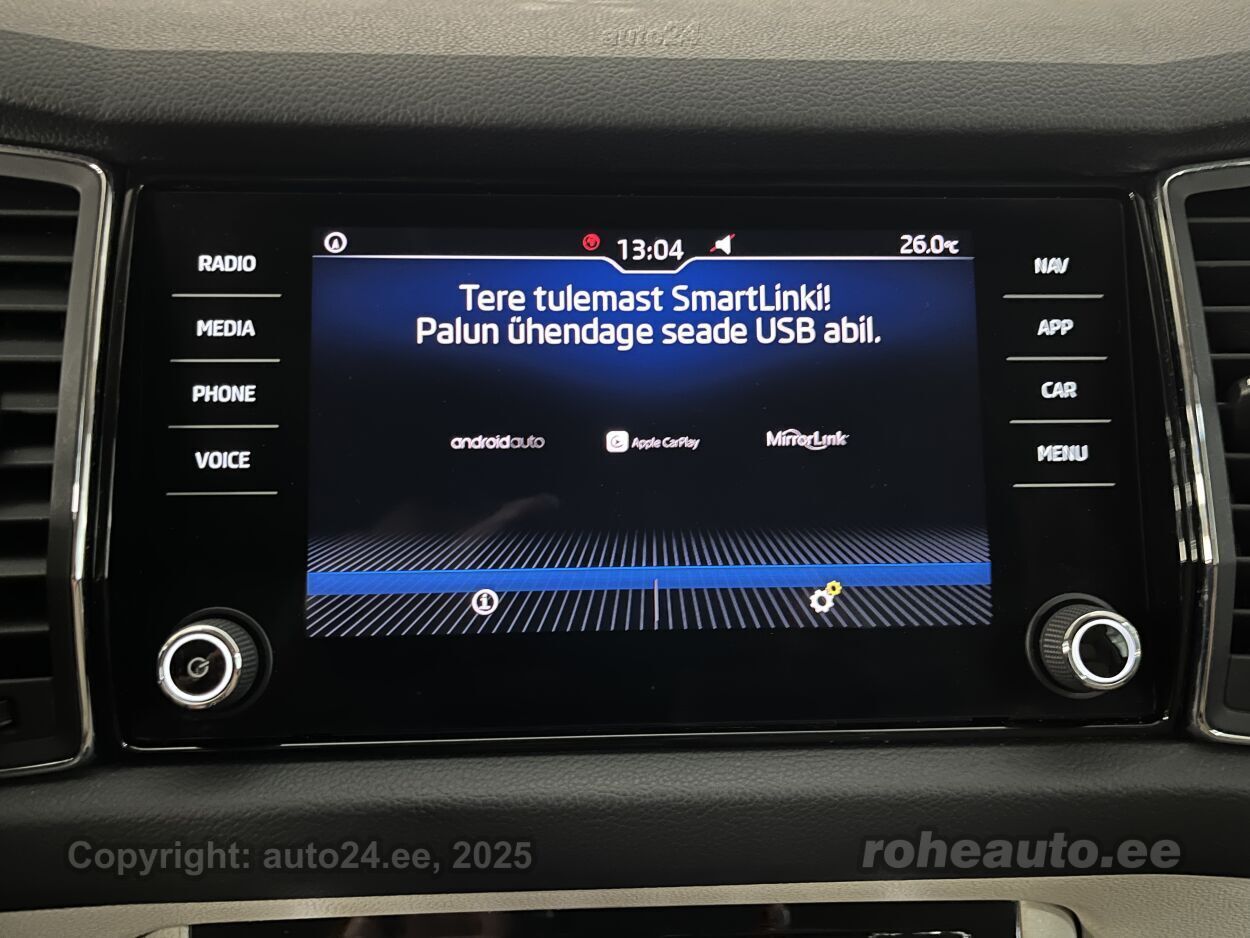 auto24
RADIO
MEDIA
PHONE
VOICE
13:04
26.0°C
Tere tulemast SmartLinki!
Palun ühendage seade USB abil.
androidauto
Apple CarPlay
MirrorLink
NAV
APP
CAR
MENU
Copyright: auto24.ee, 2025
roheauto.ee